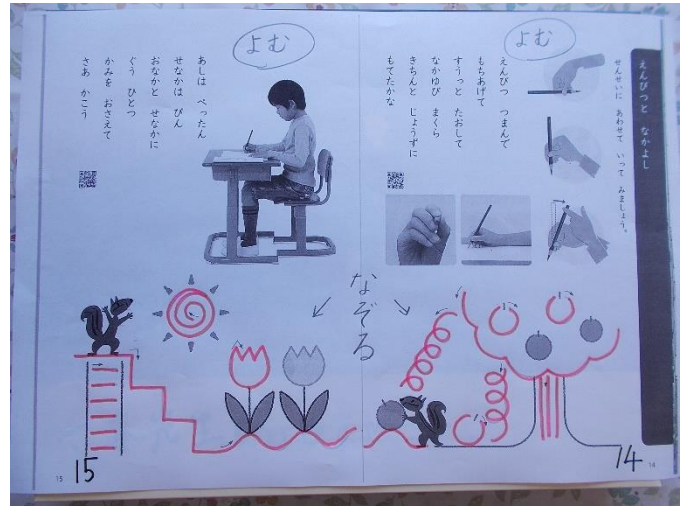 えんぴつと なかよし
せんせいに あわせて いって みましょう。
よむ
えんぴつ つまんで
もちあげて
すうっと たおして
なかゆび まくら
きちんと じょうずに
もてたかな
14
14
なぞる
よむ
あしは ぺったん
せなかは ぴん
おなかと せなかに
ぐう ひとつ
かみを おさえて
さあ かこう
15
15